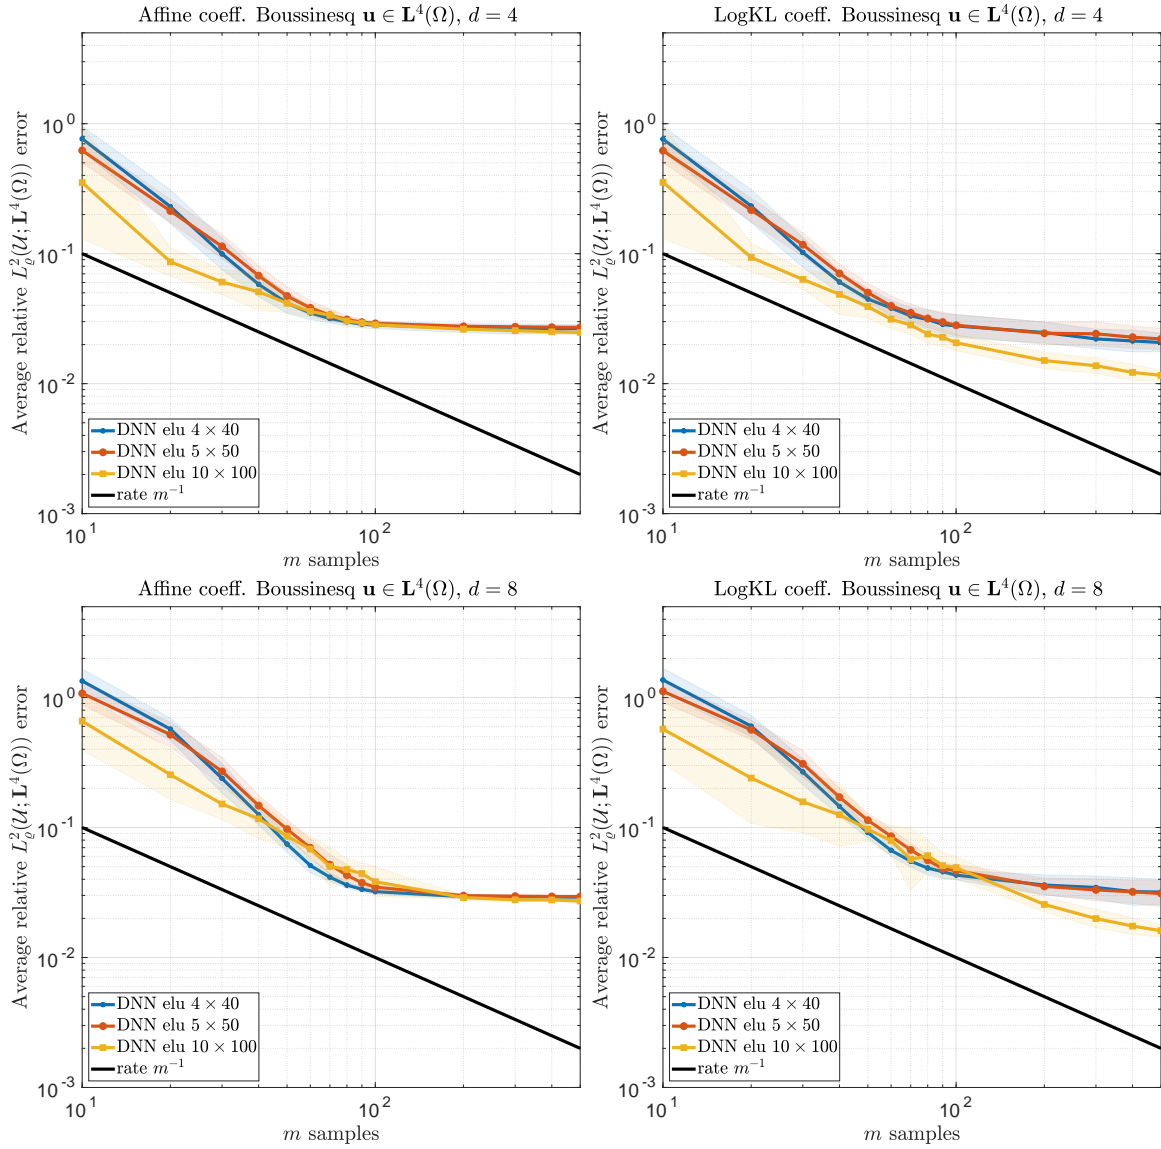 Affine coeff. Boussinesq u ∈ L⁴(Ω), d = 4
Average relative L²_ϱ(𝒰; L⁴(Ω)) error
10⁰
10⁻¹
10⁻²
10⁻³
DNN elu 4 × 40
DNN elu 5 × 50
DNN elu 10 × 100
rate m⁻¹
10¹
10²
m samples
LogKL coeff. Boussinesq u ∈ L⁴(Ω), d = 4
Average relative L²_ϱ(𝒰; L⁴(Ω)) error
10⁰
10⁻¹
10⁻²
10⁻³
DNN elu 4 × 40
DNN elu 5 × 50
DNN elu 10 × 100
rate m⁻¹
10¹
10²
m samples
Affine coeff. Boussinesq u ∈ L⁴(Ω), d = 8
Average relative L²_ϱ(𝒰; L⁴(Ω)) error
10⁰
10⁻¹
10⁻²
10⁻³
DNN elu 4 × 40
DNN elu 5 × 50
DNN elu 10 × 100
rate m⁻¹
10¹
10²
m samples
LogKL coeff. Boussinesq u ∈ L⁴(Ω), d = 8
Average relative L²_ϱ(𝒰; L⁴(Ω)) error
10⁰
10⁻¹
10⁻²
10⁻³
DNN elu 4 × 40
DNN elu 5 × 50
DNN elu 10 × 100
rate m⁻¹
10¹
10²
m samples